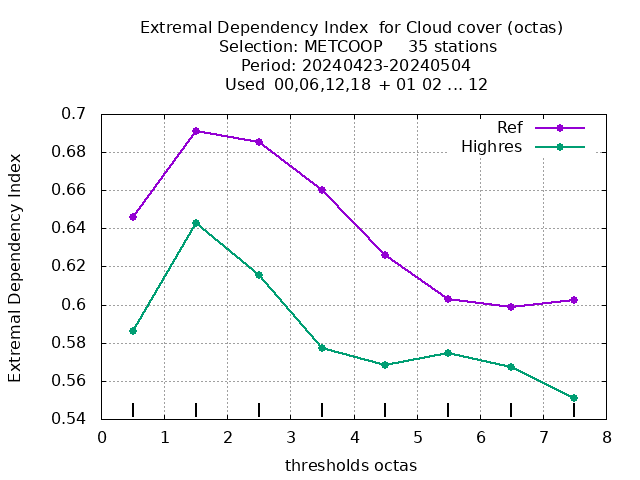 Extremal Dependency Index  for Cloud cover (octas)
Selection: METCOOP     35 stations
Period: 20240423-20240504
Used  00,06,12,18 + 01 02 ... 12
Ref
Highres
Extremal Dependency Index
0.7
0.68
0.66
0.64
0.62
0.6
0.58
0.56
0.54
0 1 2 3 4 5 6 7 8
thresholds octas